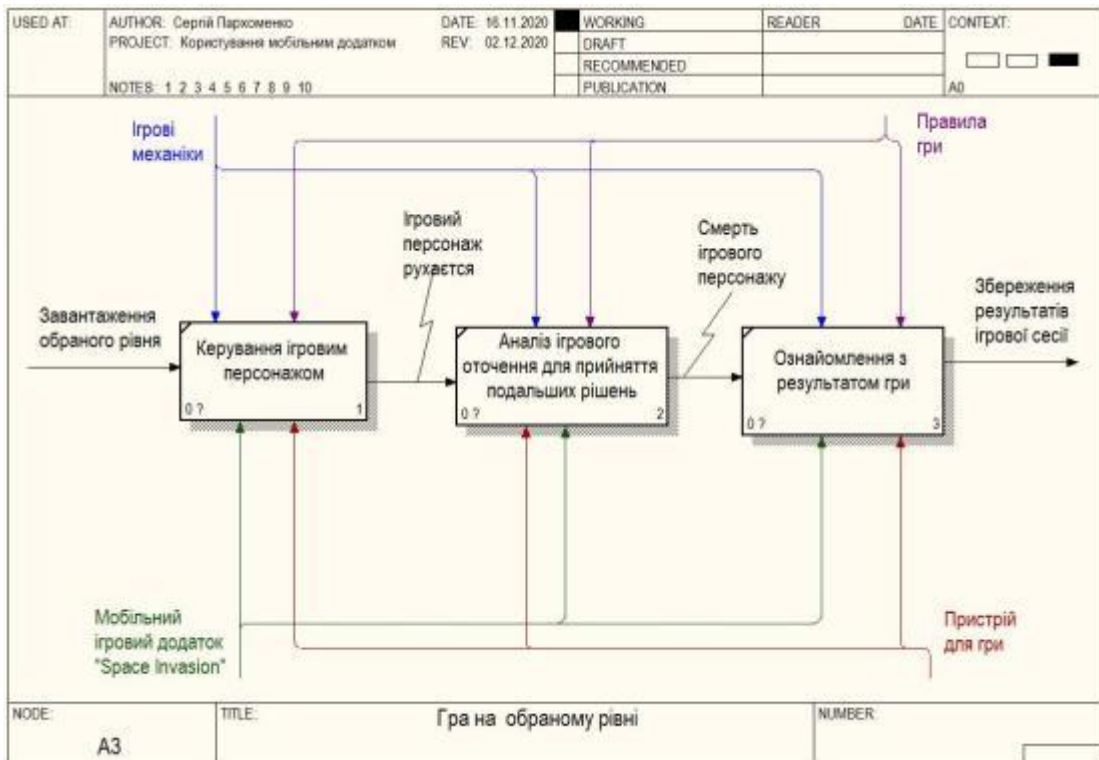 USED AT:
AUTHOR: Сергій Пархоменко
DATE: 16.11.2020
WORKING
READER
DATE
CONTEXT:
PROJECT: Користування мобільним додатком
REV: 02.12.2020
DRAFT
RECOMMENDED
NOTES: 1 2 3 4 5 6 7 8 9 10
PUBLICATION
A0
Ігрові
механіки
Правила
гри
Ігровий
персонаж
рухаєтся
Смерть
ігрового
персонажу
Завантаження
обраного рівня
Збереження
результатів
ігрової сесії
Керування ігровим
персонажом
0 ?
1
Аналіз ігрового
оточення для прийняття
подальших рішень
0 ?
2
Ознайомлення з
результатом гри
0 ?
3
Мобільний
ігровий додаток
"Space Invasion"
Пристрій
для гри
NODE:
A3
TITLE:
Гра на обраному рівні
NUMBER: